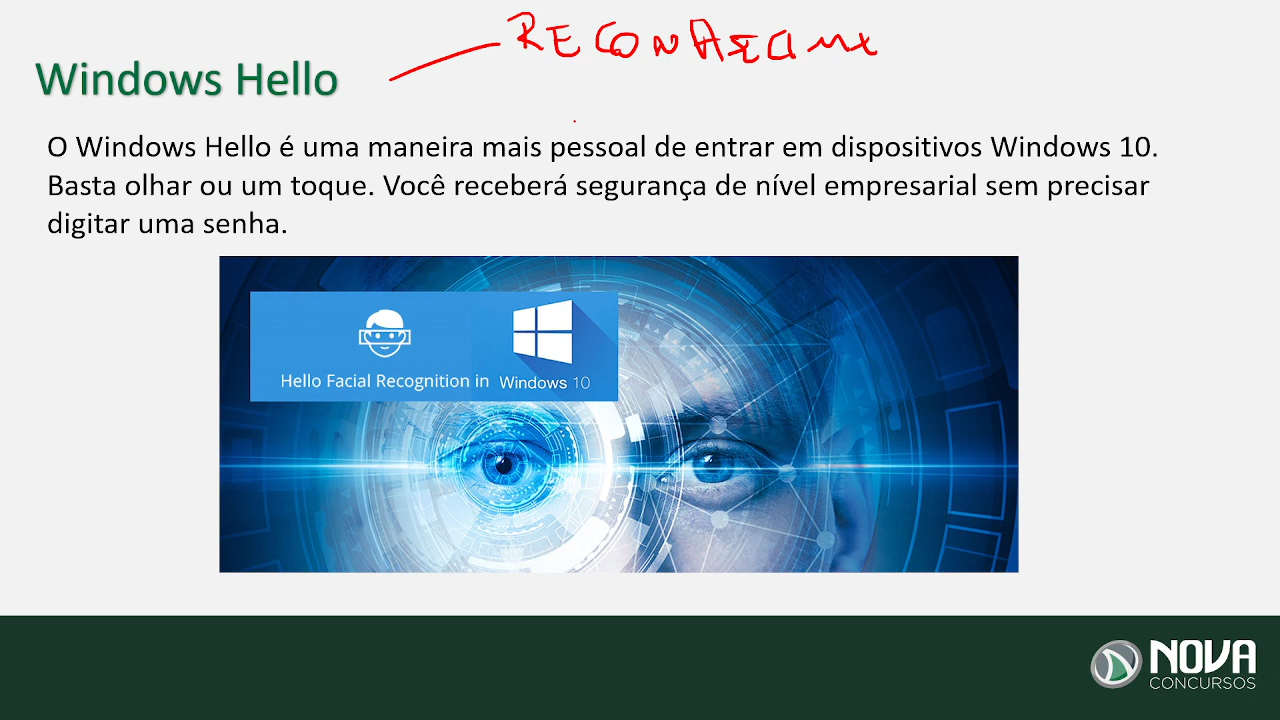 RECONHECIMEN
Windows Hello
O Windows Hello é uma maneira mais pessoal de entrar em dispositivos Windows 10.
Basta olhar ou um toque. Você receberá segurança de nível empresarial sem precisar
digitar uma senha.
Hello Facial Recognition in Windows 10
NOVA
CONCURSOS